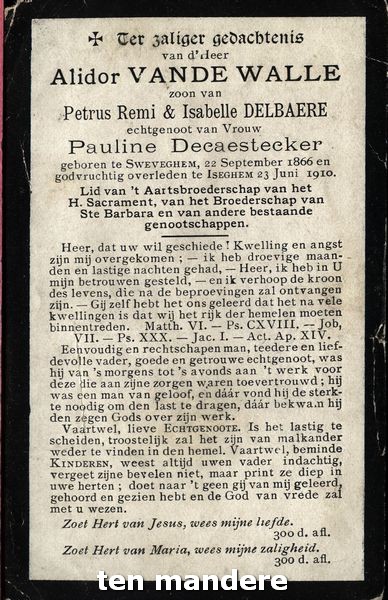 ✠ Ter zaliger gedachtenis
van d'Heer
Alidor VANDE WALLE
zoon van
Petrus Remi & Isabelle DELBAERE
echtgenoot van Vrouw
Pauline Decaestecker
geboren te SWEVEGHEM, 22 September 1866 en
godvruchtig overleden te ISEGHEM 23 Juni 1910.
Lid van 't Aartsbroederschap van het
H. Sacrament, van het Broederschap van
Ste Barbara en van andere bestaande
genootschappen.
Heer, dat uw wil geschiede! Kwelling en angst
zijn mij overgekomen; — ik heb droevige maan-
den en lastige nachten gehad, — Heer, ik heb in U
mijn betrouwen gesteld, — en ik verhoop de kroon
des levens, die na de beproevingen zal ontvangen
zijn. — Gij zelf hebt het ons geleerd dat het na vele
kwellingen is dat wij het rijk der hemelen moeten
binnentreden. Matth. VI. — Ps. CXVIII, — Job,
VII. — Ps. XXX. — Jac. I. — Act. Ap. XIV.
Eenvoudig en rechtschapen man, teedere en lief-
devolle vader, goede en getrouwe echtgenoot, was
hij van 's morgens tot 's avonds aan 't werk voor
deze die aan zijne zorgen waren toevertrouwd; hij
was een man van geloof, en dáár vond hij de sterk-
te noodig om den last te dragen, dáár bekwam hij
den zegen Gods over zijn werk.
Vaartwel, lieve ECHTGENOTE. Is het lastig te
scheiden, troostelijk zal het zijn van malkander
weder te vinden in den hemel. Vaartwel, beminde
KINDEREN, weest altijd uwen vader indachtig,
vergeet zijne bevelen niet, maar print ze diep in
uwe herten; doet naar 't geen gij van mij geleerd,
gehoord en gezien hebt en de God van vrede zal
met u wezen.
Zoet Hert van Jesus, wees mijne liefde.
300 d. afl.
Zoet Hert van Maria, wees mijne zaligheid.
300 d. afl.
ten mandere